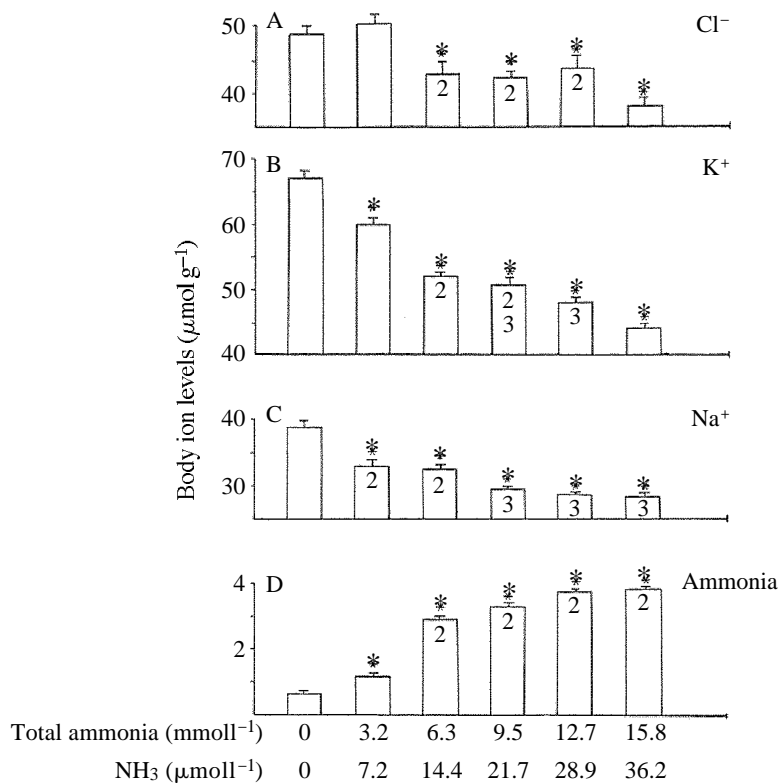 A Cl⁻
50
40
* * * *
2 2 2
B K⁺
70
60
50
40
* * * * *
2 2 3
3
Body ion levels (μmol g⁻¹)
C Na⁺
40
30
* * * * *
2 2 3 3 3
D Ammonia
4
2
* * * * *
2 2 2 2
Total ammonia (mmoll⁻¹) 0 3.2 6.3 9.5 12.7 15.8
NH₃ (μmoll⁻¹) 0 7.2 14.4 21.7 28.9 36.2